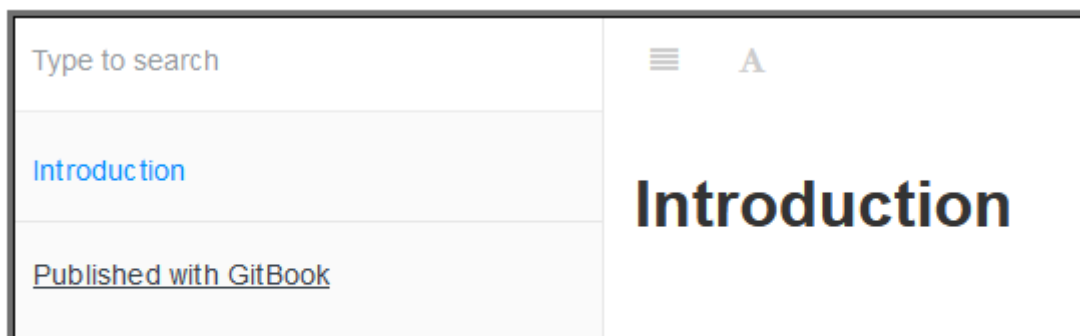 Type to search
A
Introduction
Introduction
Published with GitBook